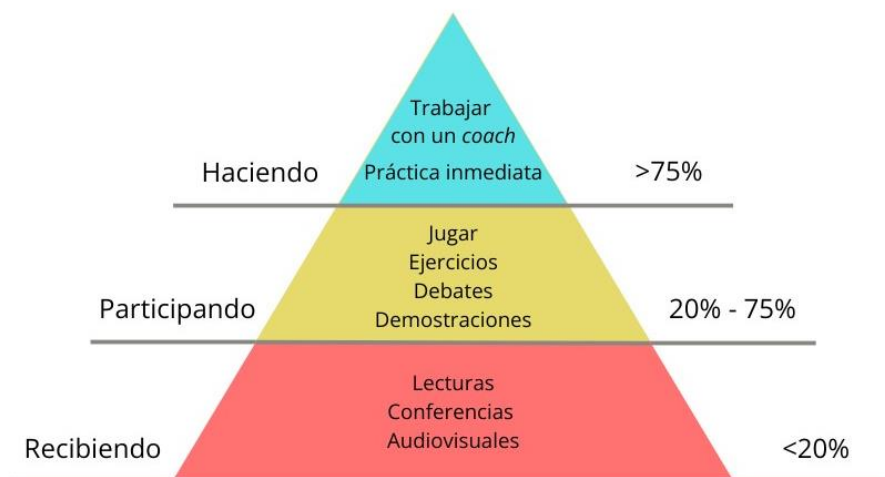 Trabajar
con un coach
Haciendo
Práctica inmediata
>75%
Jugar
Ejercicios
Debates
Participando
Demostraciones
20% - 75%
Lecturas
Conferencias
Audiovisuales
Recibiendo
<20%